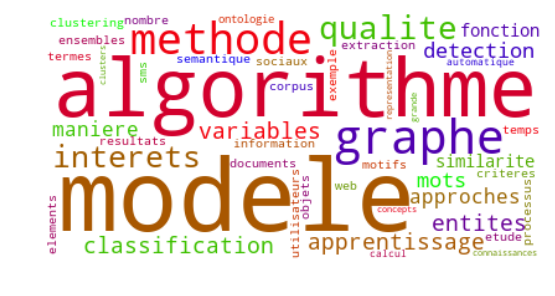 clustering
nombre
ontologie
methode
qualite
fonction
ensembles
extraction
detection
termes
clusters
sms
semantique
sociaux
exemple
representation
automatique
algorithme
corpus
grande
maniere
resultats
variables
information
graphe
temps
interets
documents
motifs
similarite
criteres
modele
utilisateurs
objets
web
mots
approches
concepts
processus
elements
entites
classification
apprentissage
etude
calcul
connaissances